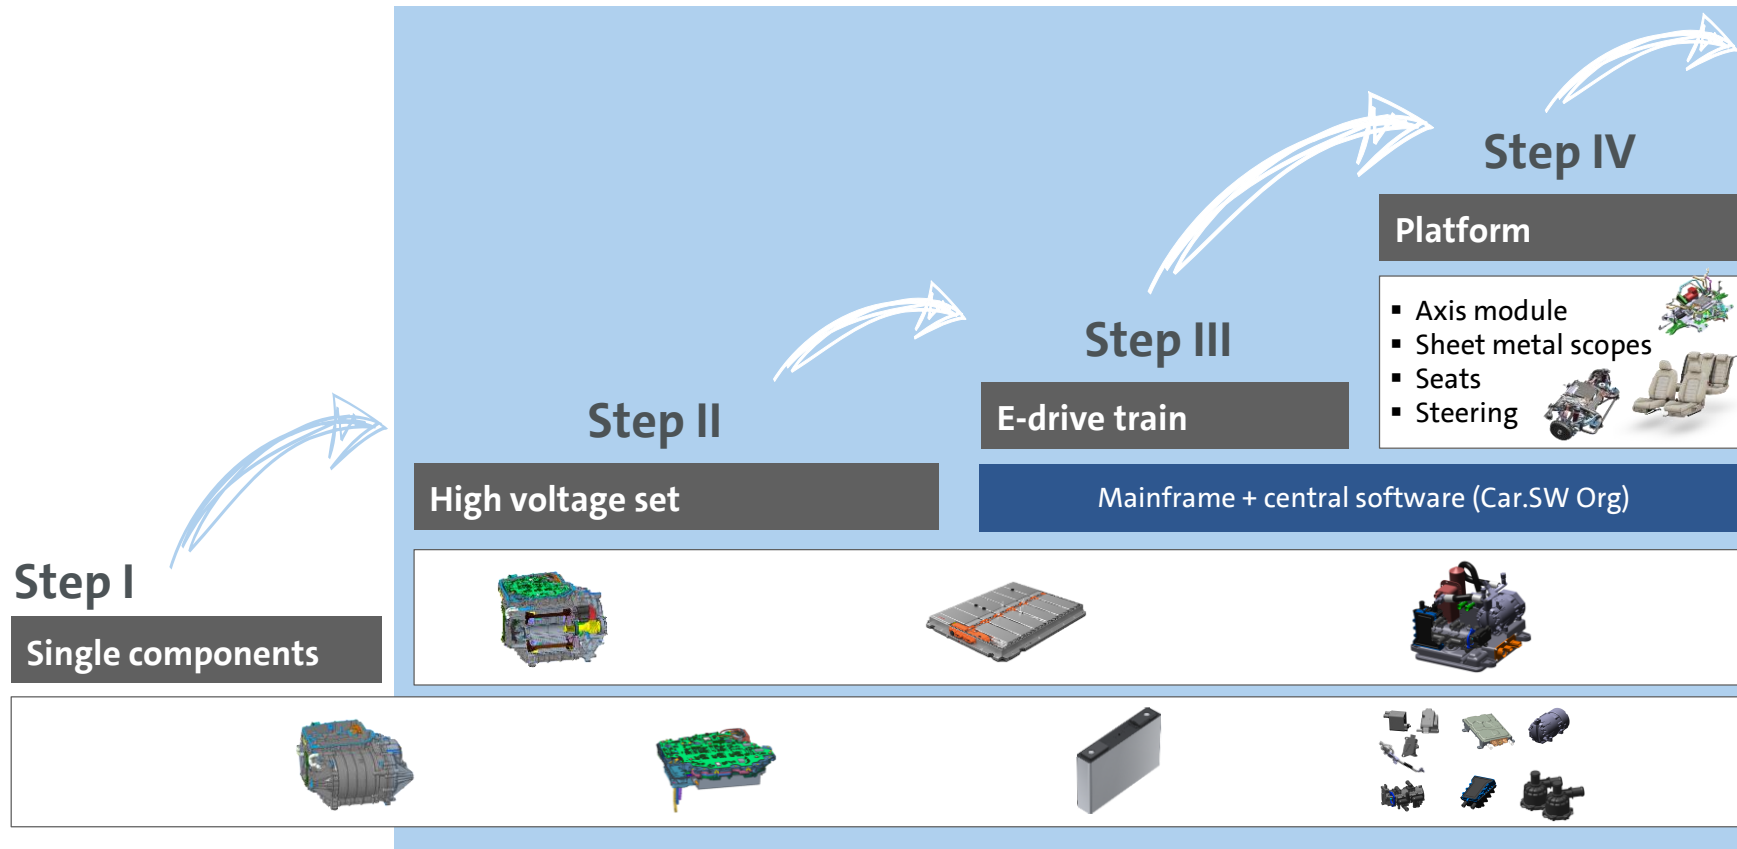 Step IV
Platform
Axis module
Sheet metal scopes
Seats
Steering
Step III
E-drive train
Mainframe + central software (Car.SW Org)
Step II
High voltage set
Step I
Single components